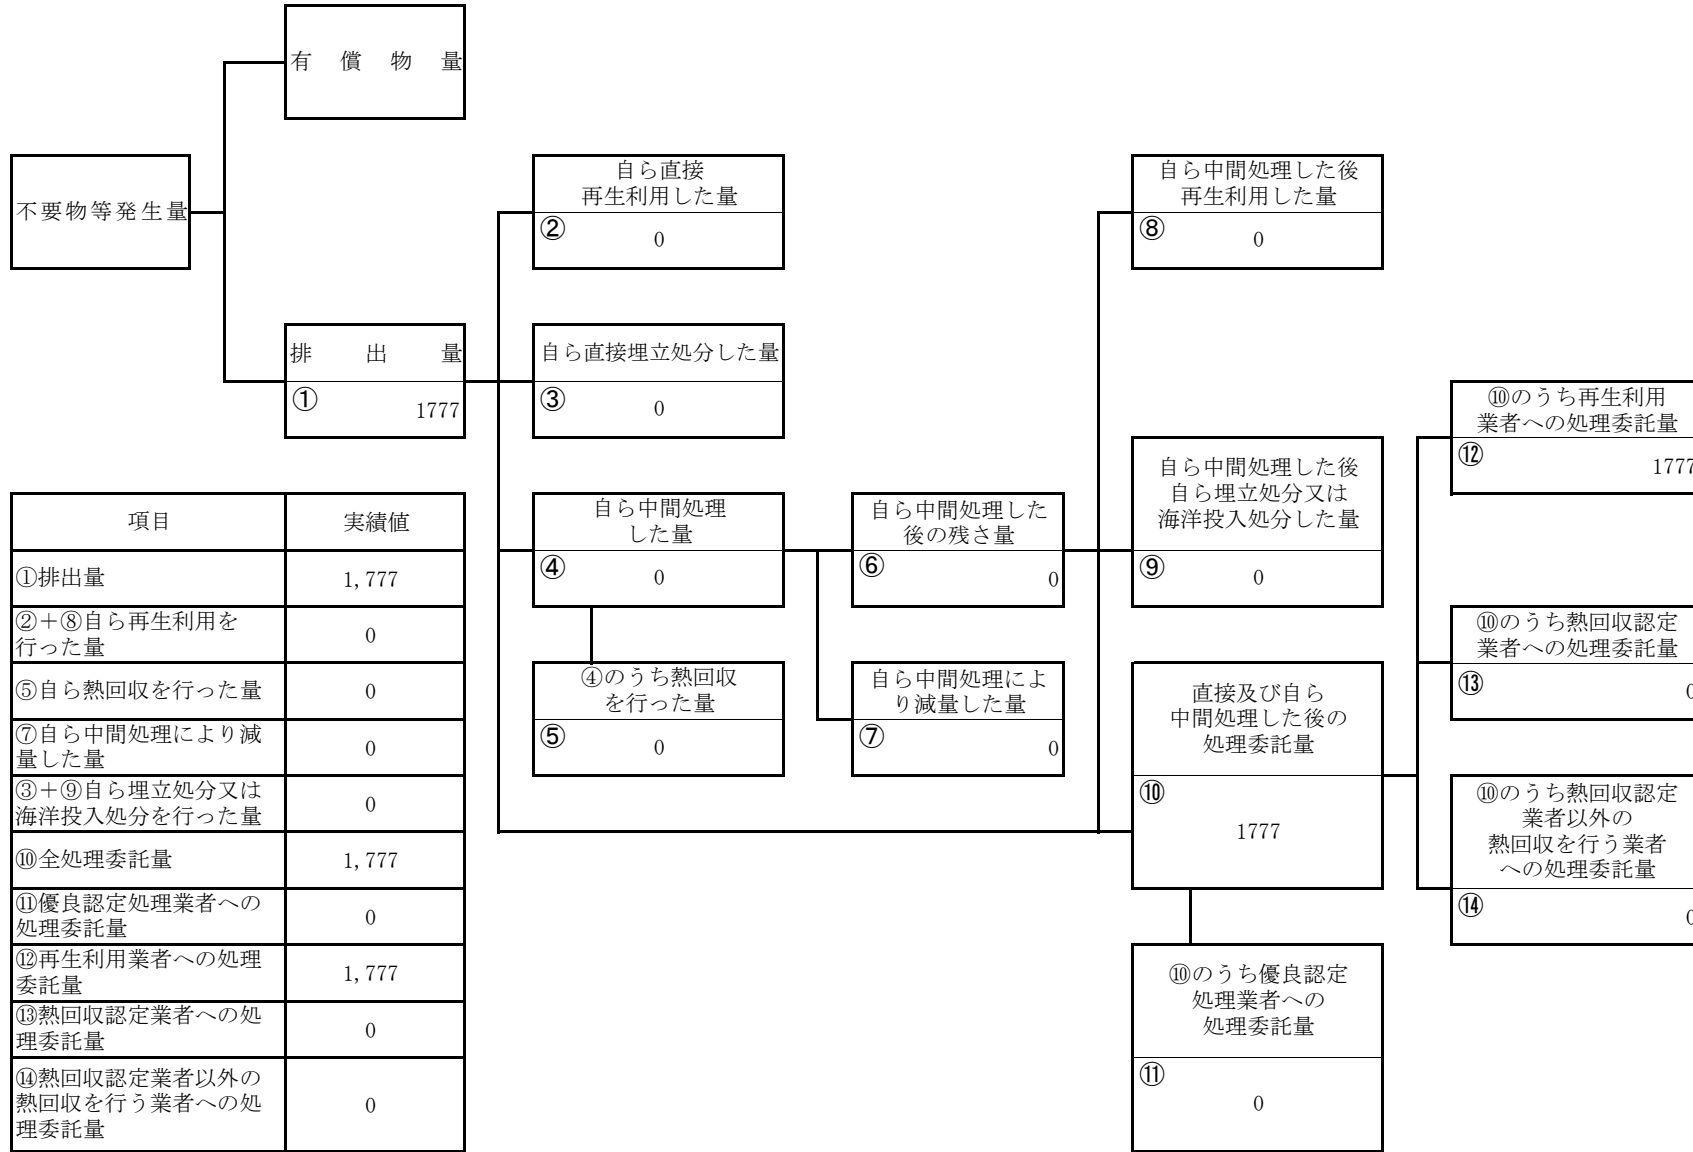 有償物量
不要物等発生量
自ら直接
再生利用した量
②
0
自ら中間処理した後
再生利用した量
⑧
0
排出量
①
1777
自ら直接埋立処分した量
③
0
⑩のうち再生利用
業者への処理委託量
⑫
1777
自ら中間処理
した量
④
0
自ら中間処理した
後の残さ量
⑥
0
自ら中間処理した後
自ら埋立処分又は
海洋投入処分した量
⑨
0
④のうち熱回収
を行った量
⑤
0
自ら中間処理によ
り減量した量
⑦
0
直接及び自ら
中間処理した後の
処理委託量
⑩
1777
⑩のうち熱回収認定
業者への処理委託量
⑬
0
⑩のうち熱回収認定
業者以外の
熱回収を行う業者
への処理委託量
⑭
0
⑩のうち優良認定
処理業者への
処理委託量
⑪
0
項目 実績値
①排出量 1,777
②＋⑧自ら再生利用を
行った量 0
⑤自ら熱回収を行った量 0
⑦自ら中間処理により減
量した量 0
③＋⑨自ら埋立処分又は
海洋投入処分を行った量 0
⑩全処理委託量 1,777
⑪優良認定処理業者への
処理委託量 0
⑫再生利用業者への処理
委託量 1,777
⑬熱回収認定業者への処
理委託量 0
⑭熱回収認定業者以外の
熱回収を行う業者への処
理委託量 0